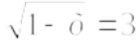 √1 - ò = 3